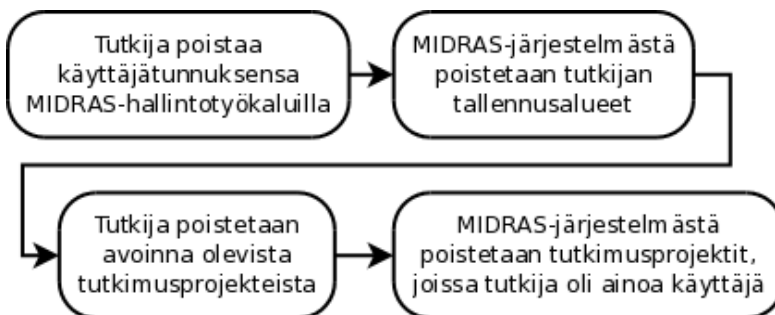 Tutkija poistaa
käyttäjätunnuksensa
MIDRAS-hallintotyökaluilla
MIDRAS-järjestelmästä
poistetaan tutkijan
tallennusalueet
Tutkija poistetaan
avoinna olevista
tutkimusprojekteista
MIDRAS-järjestelmästä
poistetaan tutkimusprojektit,
joissa tutkija oli ainoa käyttäjä